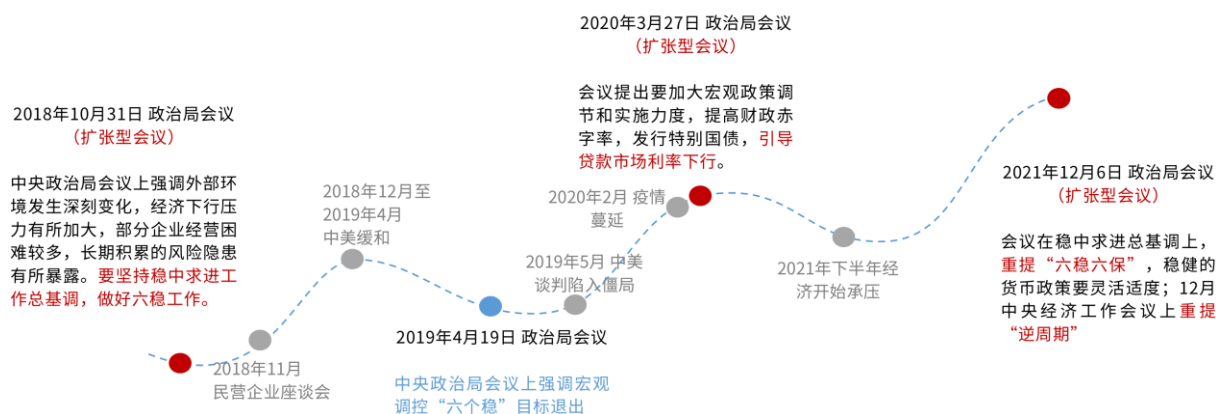 2018年10月31日 政治局会议
（扩张型会议）
中央政治局会议上强调外部环
境发生深刻变化，经济下行压
力有所加大，部分企业经营困
难较多，长期积累的风险隐患
有所暴露。要坚持稳中求进工
作总基调，做好六稳工作。
2018年11月
民营企业座谈会
2018年12月至
2019年4月
中美缓和
2019年4月19日 政治局会议
中央政治局会议上强调宏观
调控“六个稳”目标退出
2019年5月 中美
谈判陷入僵局
2020年2月 疫情
蔓延
2020年3月27日 政治局会议
（扩张型会议）
会议提出要加大宏观政策调
节和实施力度，提高财政赤
字率，发行特别国债，引导
贷款市场利率下行。
2021年下半年经
济开始承压
2021年12月6日 政治局会议
（扩张型会议）
会议在稳中求进总基调上，
重提“六稳六保”，稳健的
货币政策要灵活适度；12月
中央经济工作会议上重提
“逆周期”